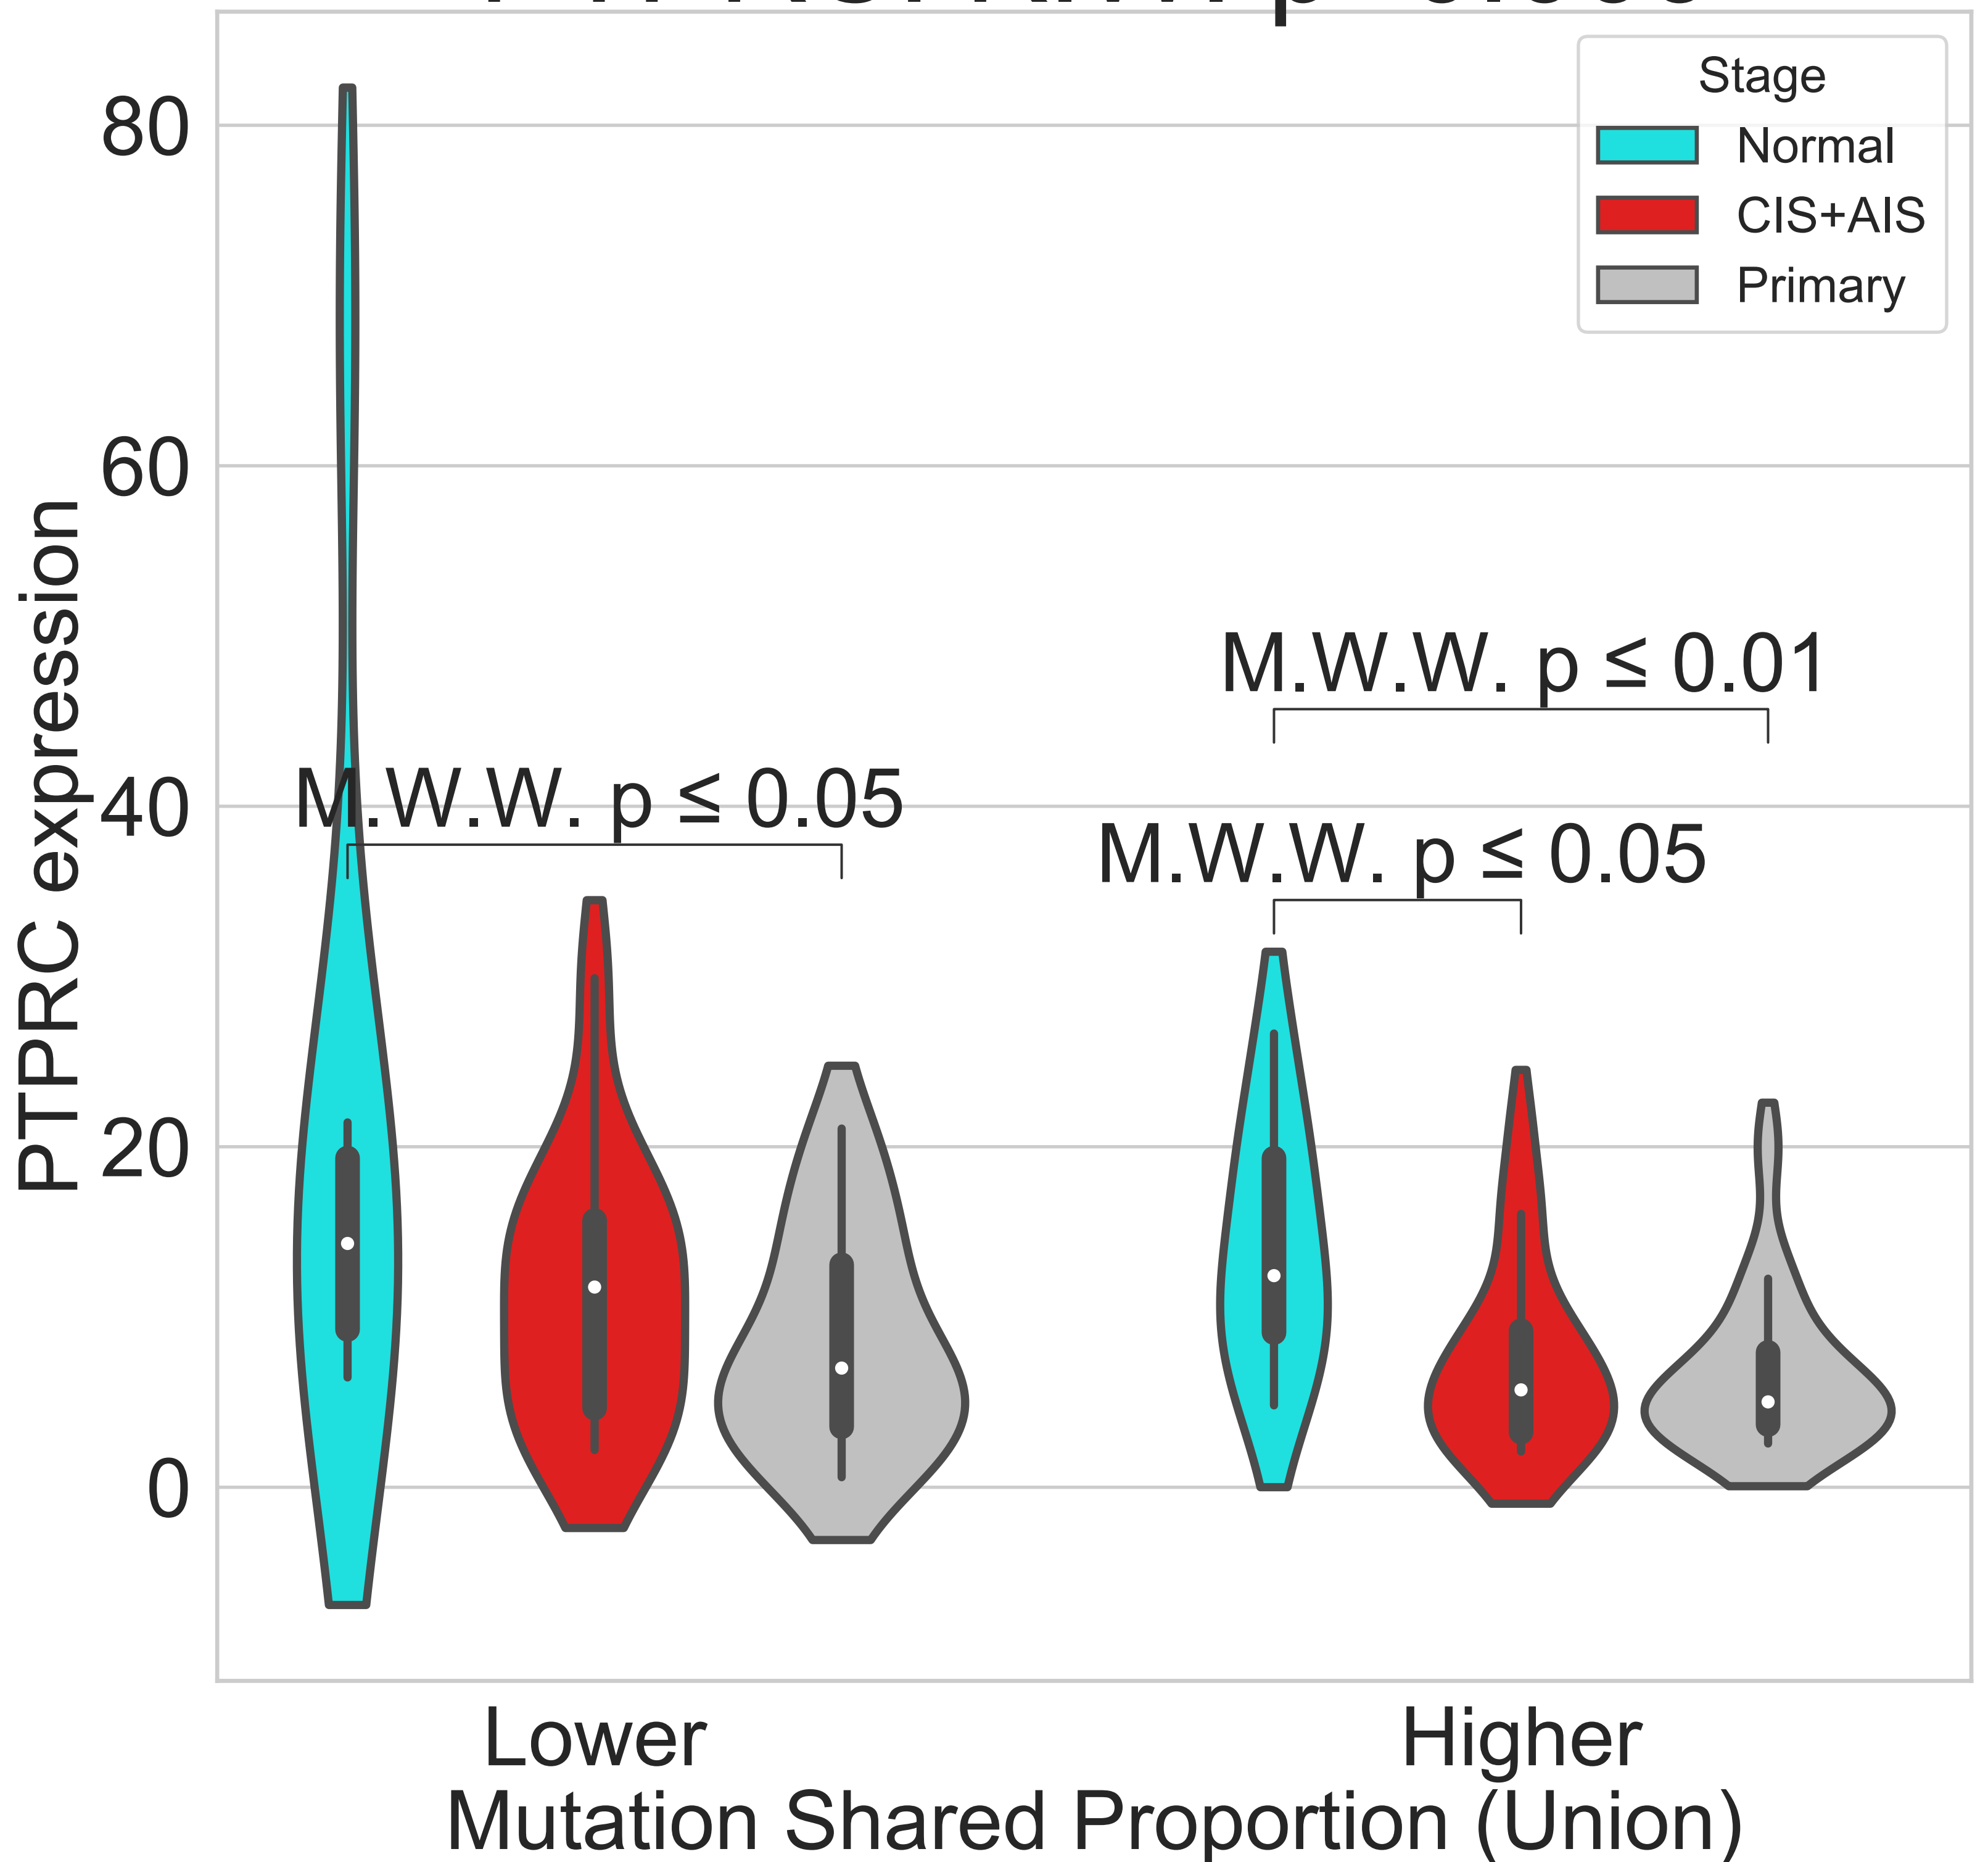 Stage
Normal
CIS+AIS
Primary
80
60
40
20
0
PTPRC expression
M.W.W. p ≤ 0.01
M.W.W. p ≤ 0.05
M.W.W. p ≤ 0.05
Lower
Higher
Mutation Shared Proportion (Union)